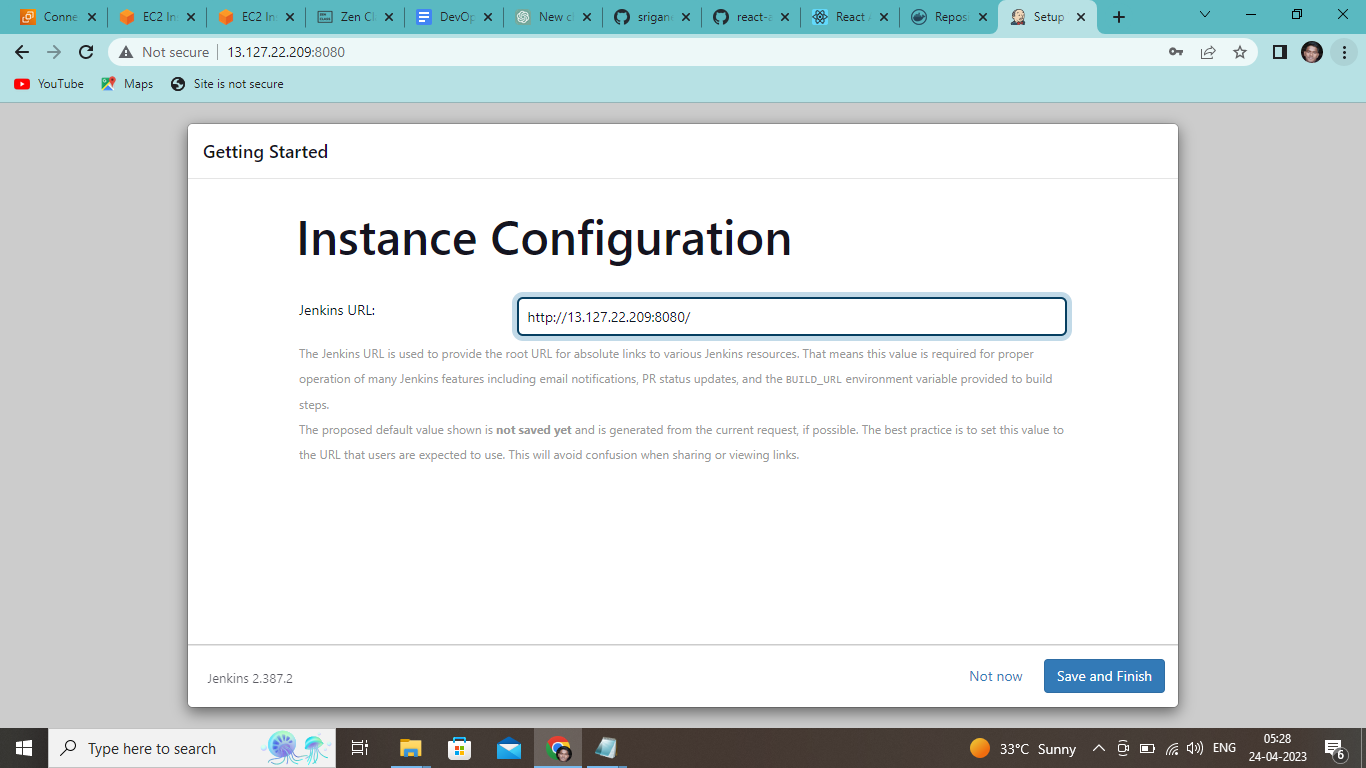 Conne
EC2 In
EC2 In
Zen Cl
DevOp
New c
srigan
react-a
React A
Reposi
Setup
Not secure
13.127.22.209:8080
YouTube
Maps
Site is not secure
Getting Started
Instance Configuration
Jenkins URL:
http://13.127.22.209:8080/
The Jenkins URL is used to provide the root URL for absolute links to various Jenkins resources. That means this value is required for proper
operation of many Jenkins features including email notifications, PR status updates, and the BUILD_URL environment variable provided to build
steps.
The proposed default value shown is not saved yet and is generated from the current request, if possible. The best practice is to set this value to
the URL that users are expected to use. This will avoid confusion when sharing or viewing links.
Jenkins 2.387.2
Not now
Save and Finish
Type here to search
33°C Sunny
ENG
05:28
24-04-2023
6